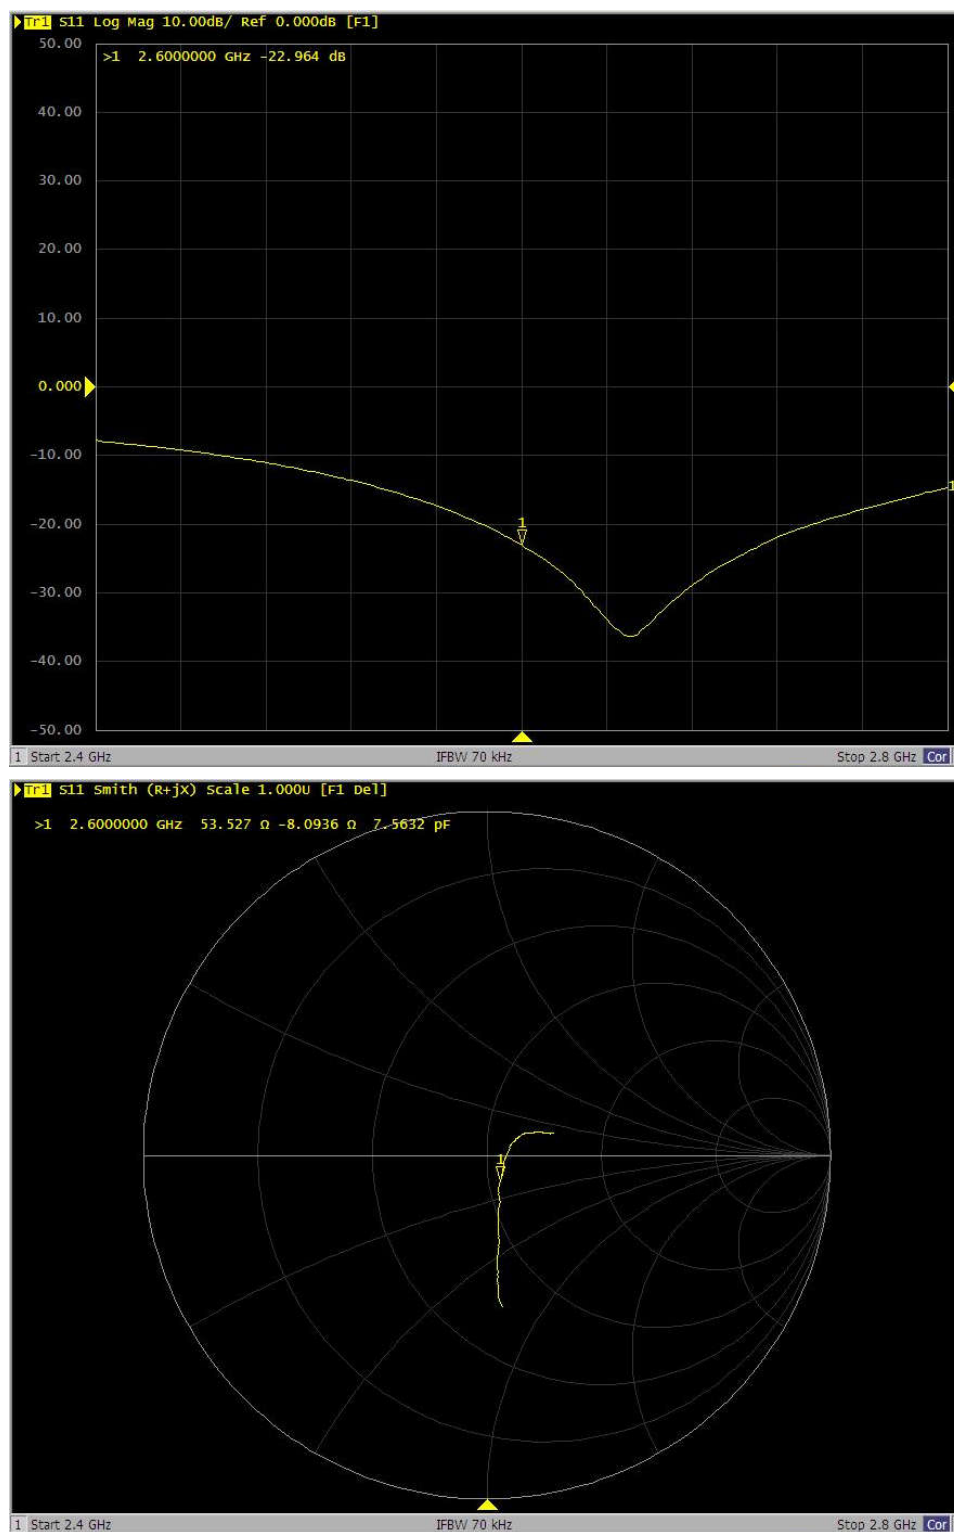 Tr1 S11 Log Mag 10.00dB/ Ref 0.000dB [F1]
50.00
>1 2.6000000 GHz -22.964 dB
40.00
30.00
20.00
10.00
0.000
-10.00
1
-20.00
1
-30.00
-40.00
-50.00
1 Start 2.4 GHz IFBW 70 kHz Stop 2.8 GHz Cor
Tr1 S11 Smith (R+jX) Scale 1.000U [F1 Del]
>1 2.6000000 GHz 53.527 Ω -8.0936 Ω 7.5632 pF
1
1 Start 2.4 GHz IFBW 70 kHz Stop 2.8 GHz Cor